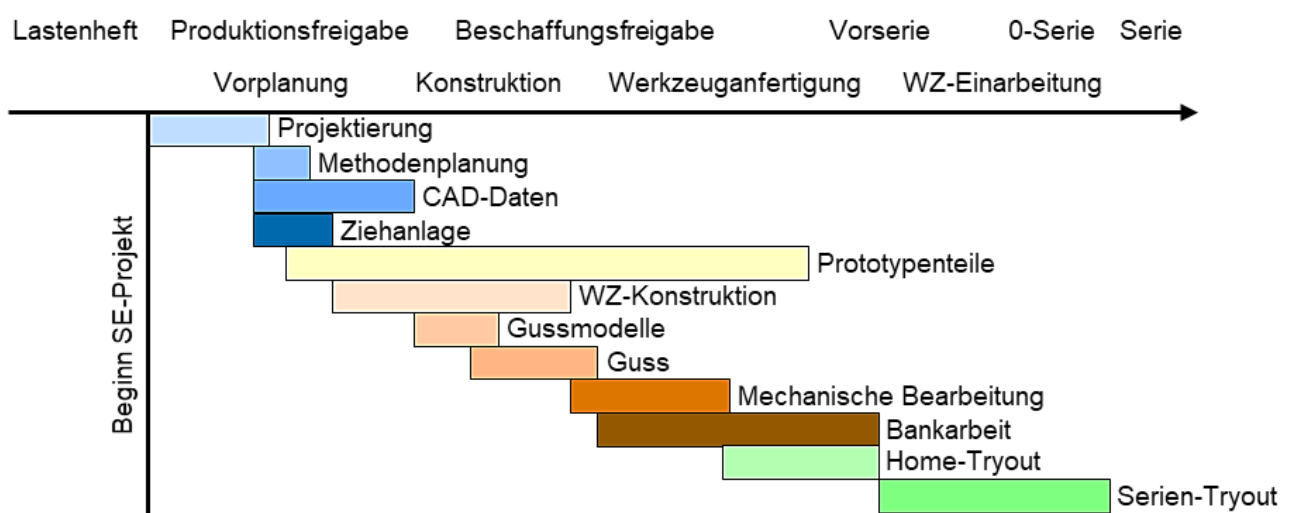 Lastenheft Produktionsfreigabe Beschaffungsfreigabe Vorserie 0-Serie Serie
Vorplanung Konstruktion Werkzeuganfertigung WZ-Einarbeitung
Beginn SE-Projekt
Projektierung
Methodenplanung
CAD-Daten
Ziehanlage
Prototypenteile
WZ-Konstruktion
Gussmodelle
Guss
Mechanische Bearbeitung
Bankarbeit
Home-Tryout
Serien-Tryout